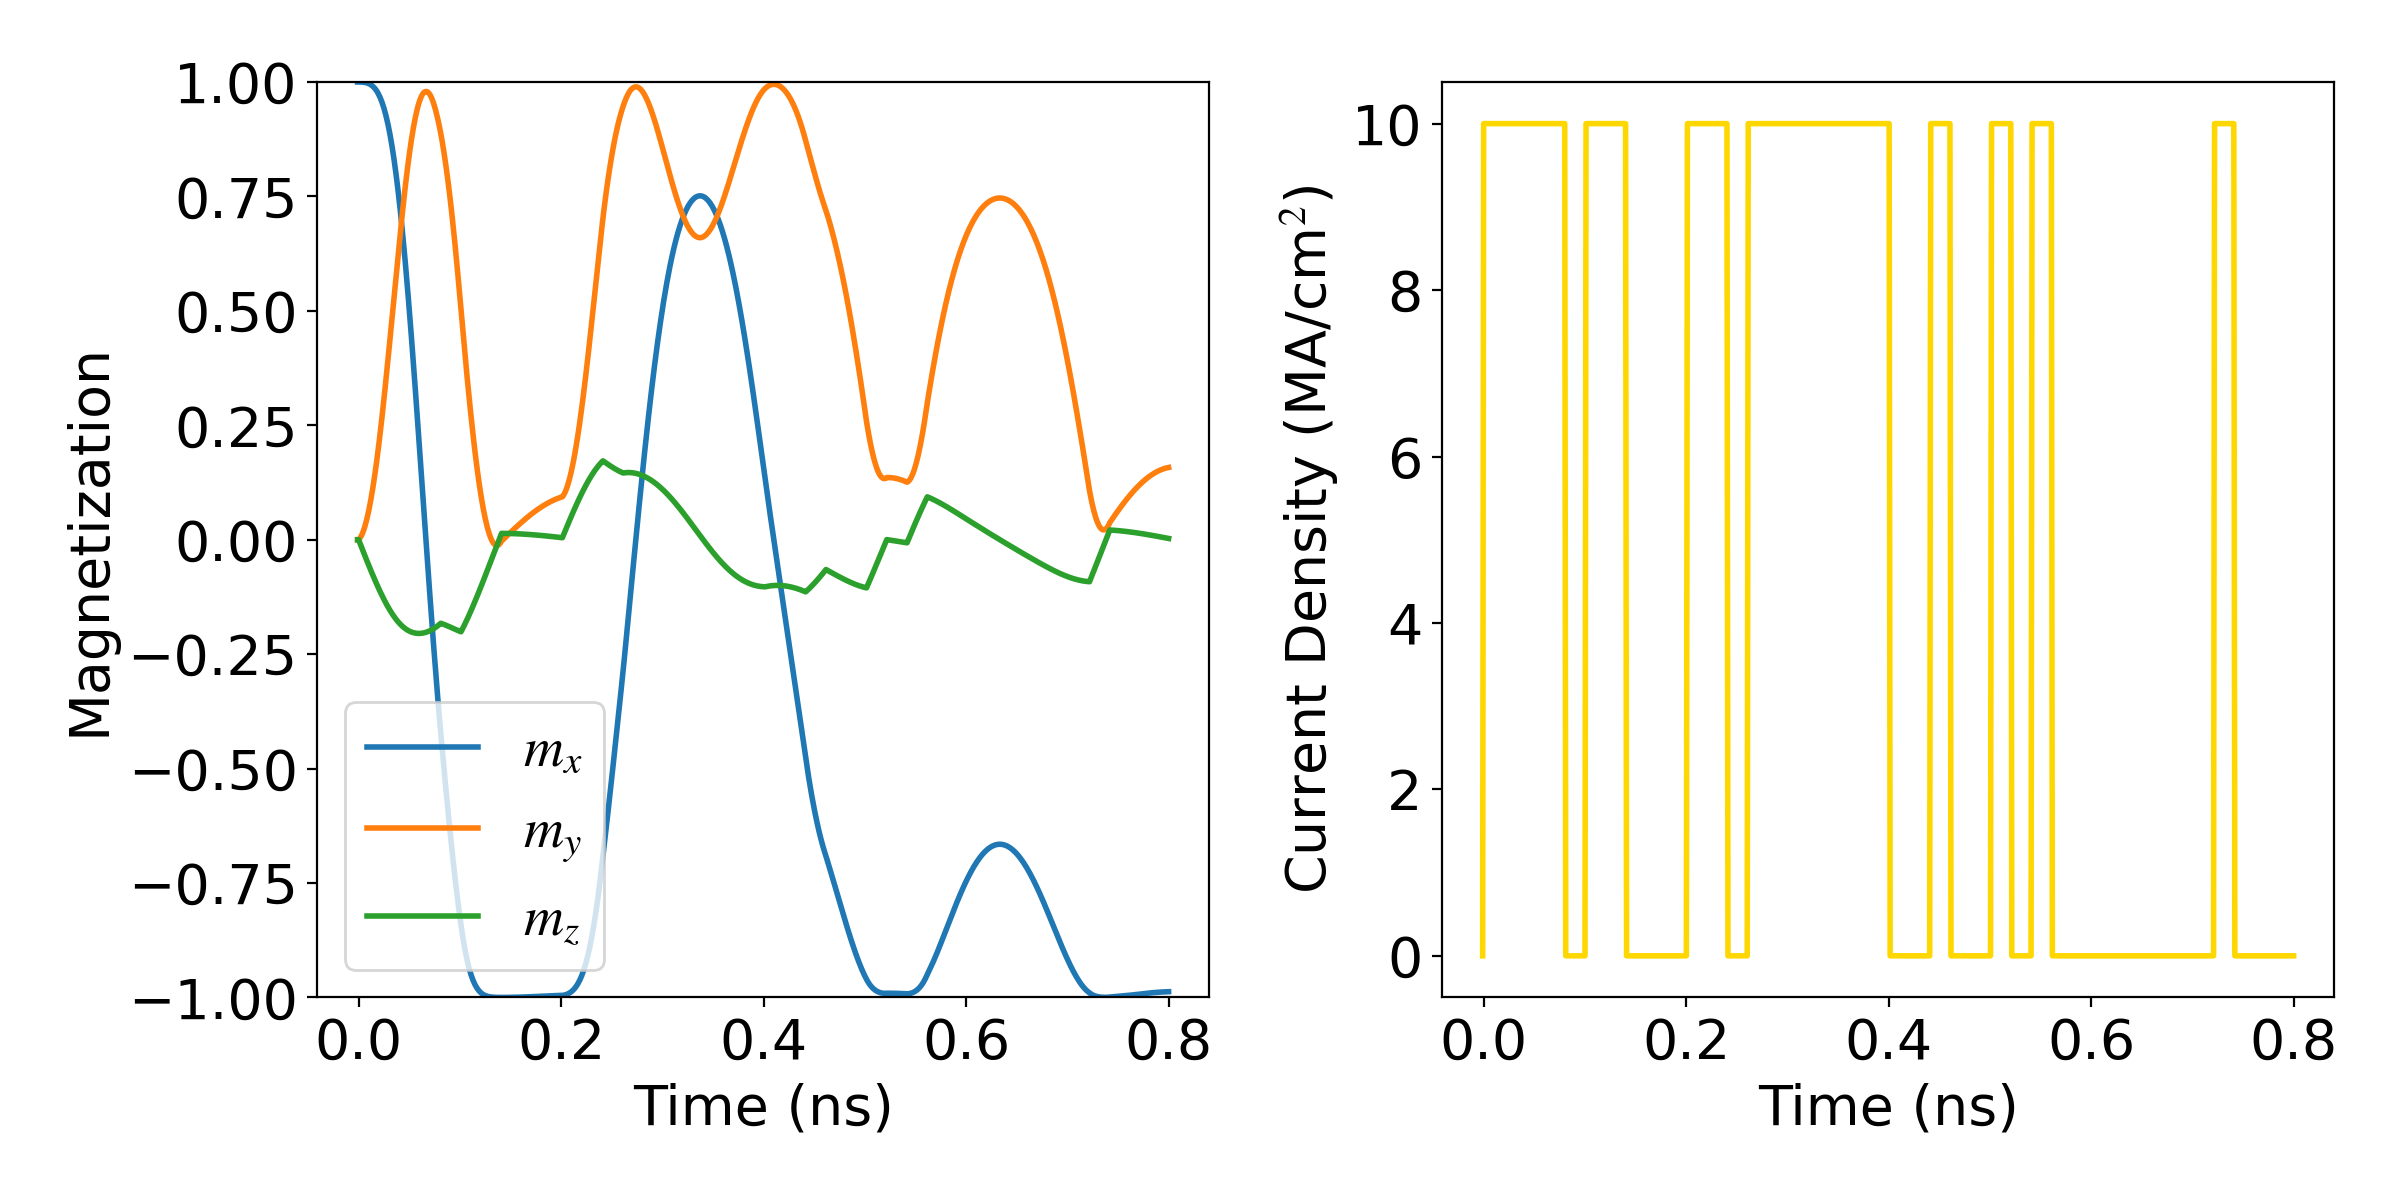 1.00
0.75
0.50
0.25
0.00
−0.25
−0.50
−0.75
−1.00
Magnetization
m_x
m_y
m_z
0.0 0.2 0.4 0.6 0.8
Time (ns)
10
8
6
4
2
0
Current Density (MA/cm²)
0.0 0.2 0.4 0.6 0.8
Time (ns)